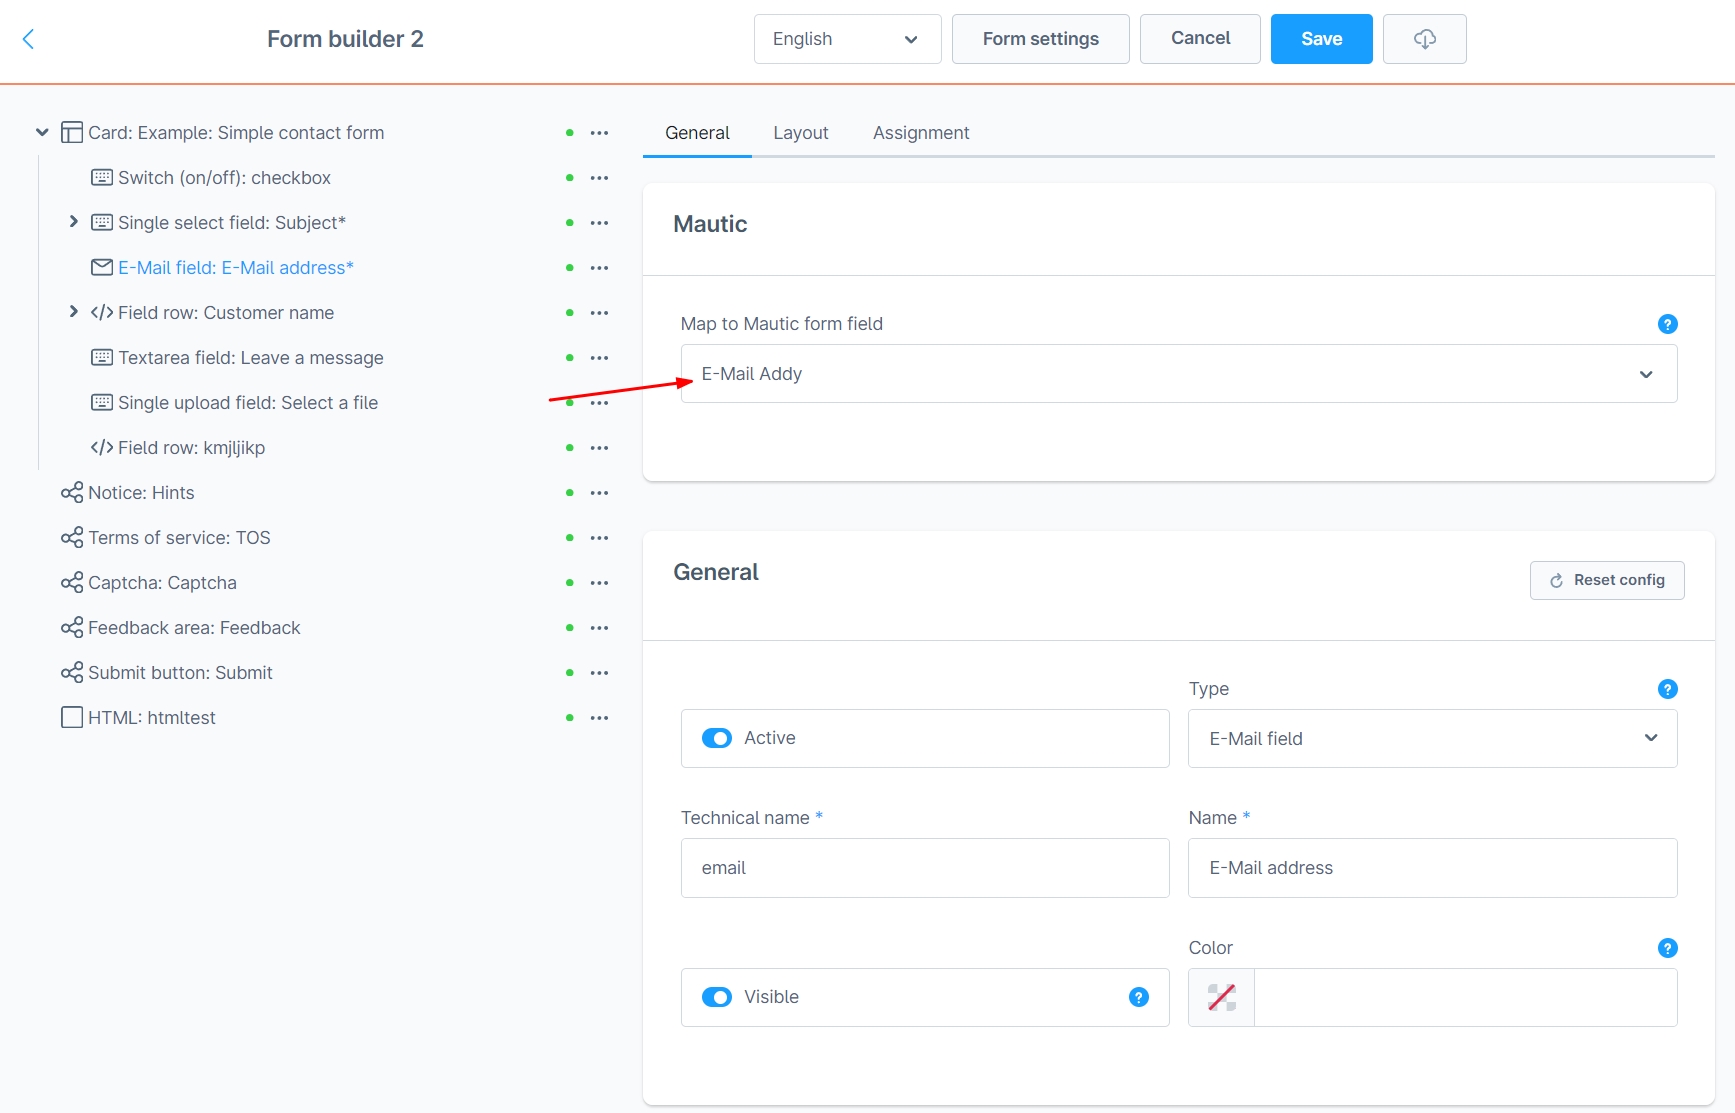 Form builder 2
English
Form settings
Cancel
Save
Card: Example: Simple contact form
Switch (on/off): checkbox
Single select field: Subject*
E-Mail field: E-Mail address*
Field row: Customer name
Textarea field: Leave a message
Single upload field: Select a file
Field row: kmjljikp
Notice: Hints
Terms of service: TOS
Captcha: Captcha
Feedback area: Feedback
Submit button: Submit
HTML: htmltest
General Layout Assignment
Mautic
Map to Mautic form field
?
E-Mail Addy
General
Reset config
Type
?
Active
E-Mail field
Technical name *
Name *
email
E-Mail address
Color
?
Visible
?